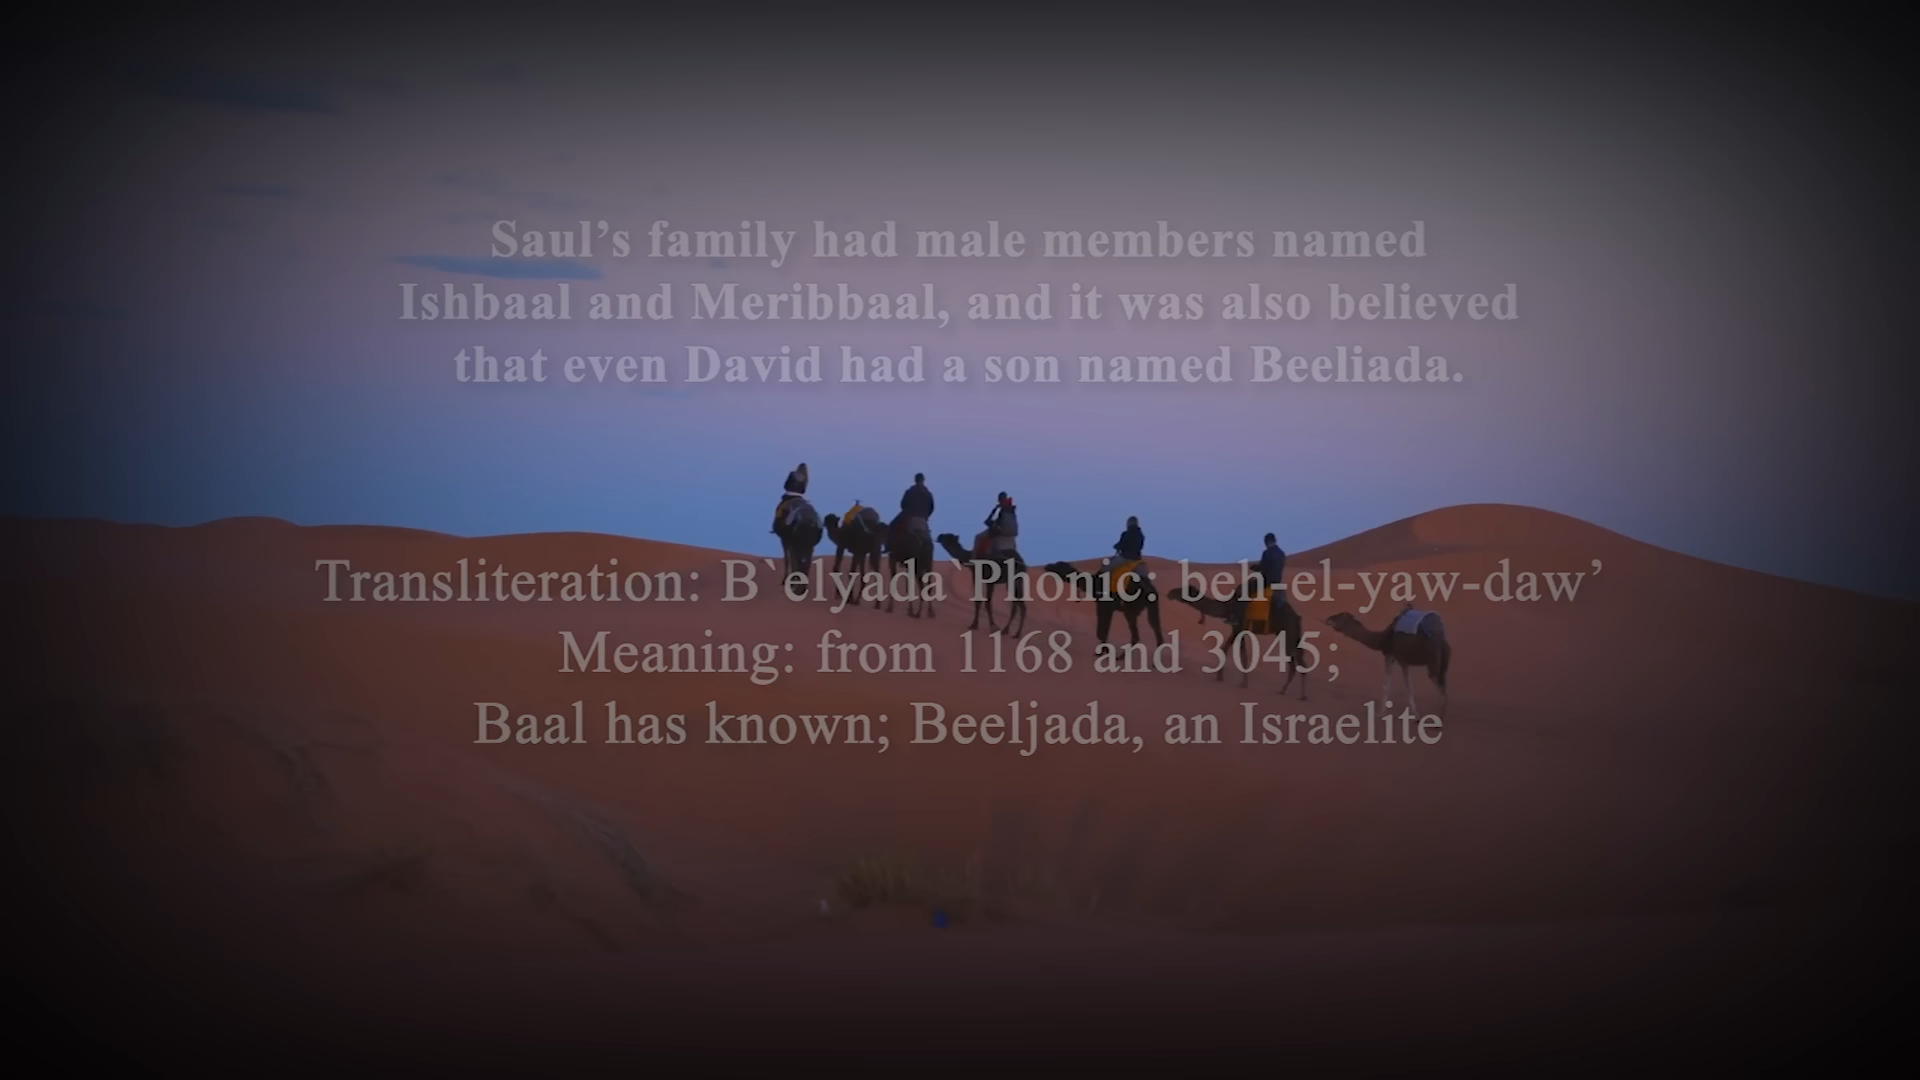 Saul’s family had male members named
Ishbaal and Meribbaal, and it was also believed
that even David had a son named Beeliada.
Transliteration: B`elyada`Phonic: beh-el-yaw-daw’
Meaning: from 1168 and 3045;
Baal has known; Beeljada, an Israelite